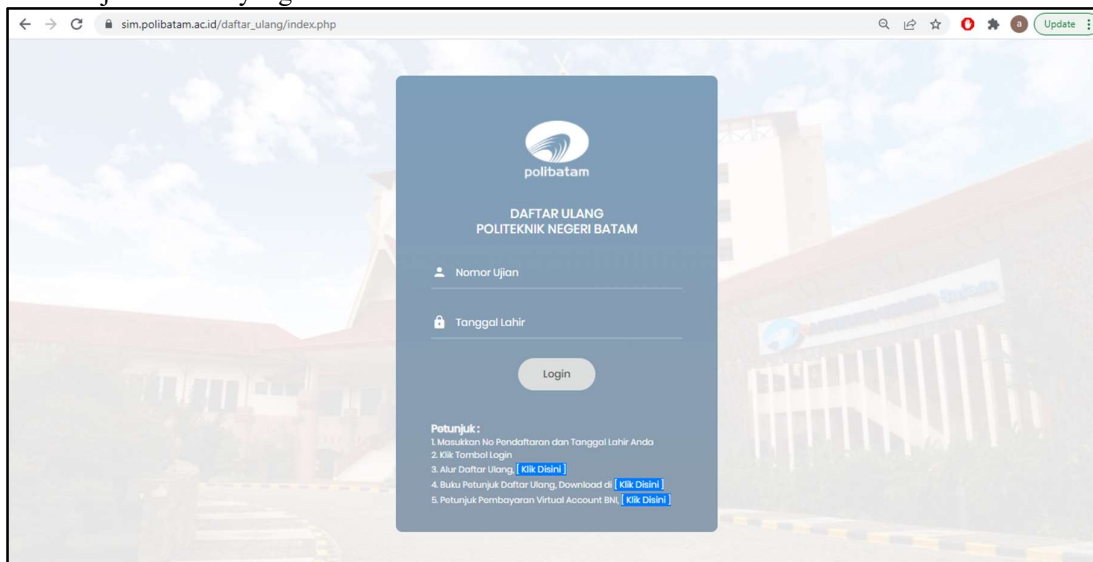 sim.polibatam.ac.id/daftar_ulang/index.php
a
Update
polibatam
DAFTAR ULANG
POLITEKNIK NEGERI BATAM
Nomor Ujian
Tanggal Lahir
Login
Petunjuk :
1. Masukkan No Pendaftaran dan Tanggal Lahir Anda
2. Klik Tombol Login
3. Alur Daftar Ulang, [ Klik Disini ]
4. Buku Petunjuk Daftar Ulang, Download di [ Klik Disini ]
5. Petunjuk Pembayaran Virtual Account BNI, [ Klik Disini ]